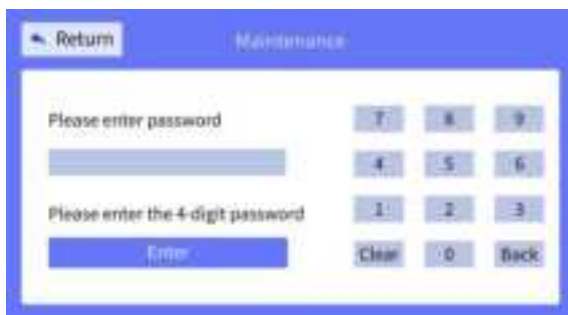 Return
Maintenance
Please enter password
7 8 9
4 5 6
Please enter the 4-digit password
1 2 3
Enter
Clear 0 Back